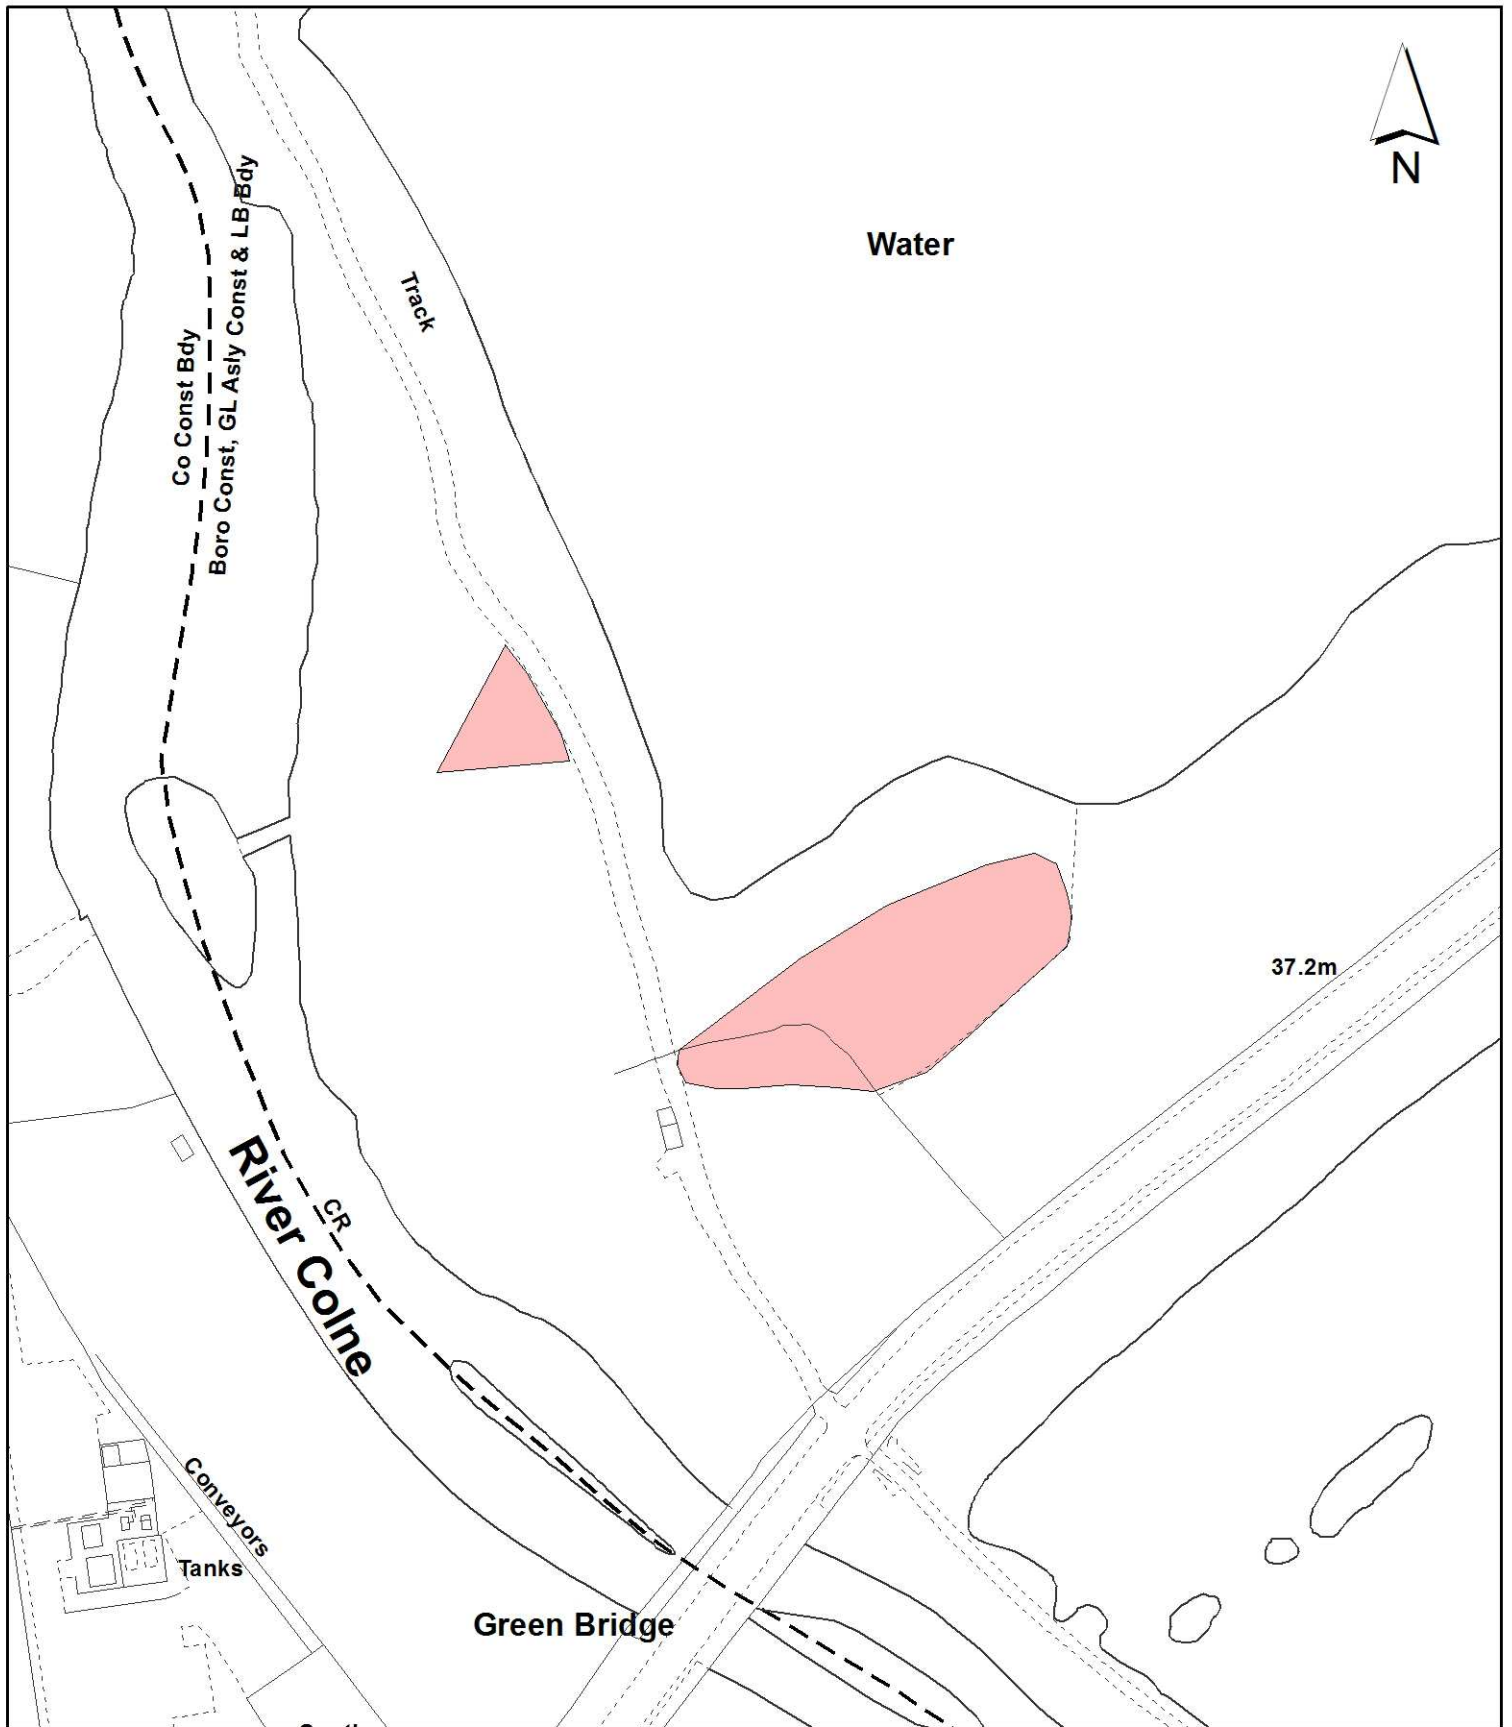 N
Water
Track
Co Const Bdy
Boro Const, GL Asly Const & LB Bdy
37.2m
CR
River Colne
Conveyors
Tanks
Green Bridge